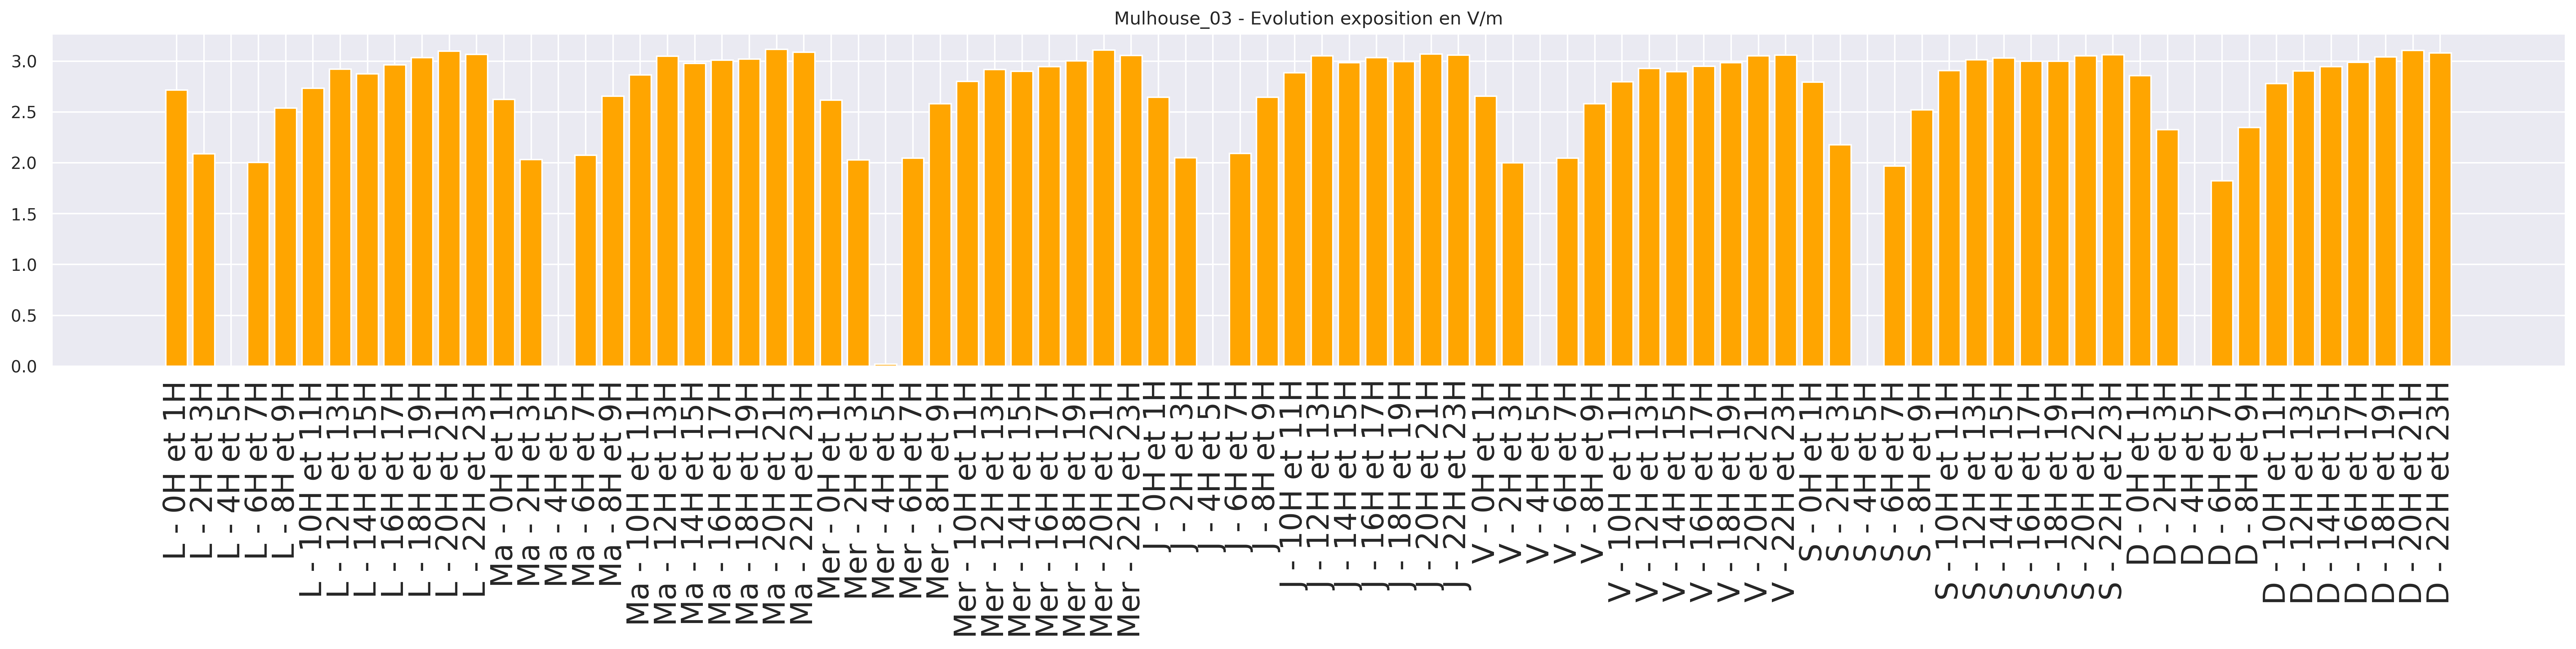 Mulhouse_03 - Evolution exposition en V/m
3.0
2.5
2.0
1.5
1.0
0.5
0.0
L - 0H et 1H
L - 2H et 3H
L - 4H et 5H
L - 6H et 7H
L - 8H et 9H
L - 10H et 11H
L - 12H et 13H
L - 14H et 15H
L - 16H et 17H
L - 18H et 19H
L - 20H et 21H
L - 22H et 23H
Ma - 0H et 1H
Ma - 2H et 3H
Ma - 4H et 5H
Ma - 6H et 7H
Ma - 8H et 9H
Ma - 10H et 11H
Ma - 12H et 13H
Ma - 14H et 15H
Ma - 16H et 17H
Ma - 18H et 19H
Ma - 20H et 21H
Ma - 22H et 23H
Mer - 0H et 1H
Mer - 2H et 3H
Mer - 4H et 5H
Mer - 6H et 7H
Mer - 8H et 9H
Mer - 10H et 11H
Mer - 12H et 13H
Mer - 14H et 15H
Mer - 16H et 17H
Mer - 18H et 19H
Mer - 20H et 21H
Mer - 22H et 23H
J - 0H et 1H
J - 2H et 3H
J - 4H et 5H
J - 6H et 7H
J - 8H et 9H
J - 10H et 11H
J - 12H et 13H
J - 14H et 15H
J - 16H et 17H
J - 18H et 19H
J - 20H et 21H
J - 22H et 23H
V - 0H et 1H
V - 2H et 3H
V - 4H et 5H
V - 6H et 7H
V - 8H et 9H
V - 10H et 11H
V - 12H et 13H
V - 14H et 15H
V - 16H et 17H
V - 18H et 19H
V - 20H et 21H
V - 22H et 23H
S - 0H et 1H
S - 2H et 3H
S - 4H et 5H
S - 6H et 7H
S - 8H et 9H
S - 10H et 11H
S - 12H et 13H
S - 14H et 15H
S - 16H et 17H
S - 18H et 19H
S - 20H et 21H
S - 22H et 23H
D - 0H et 1H
D - 2H et 3H
D - 4H et 5H
D - 6H et 7H
D - 8H et 9H
D - 10H et 11H
D - 12H et 13H
D - 14H et 15H
D - 16H et 17H
D - 18H et 19H
D - 20H et 21H
D - 22H et 23H